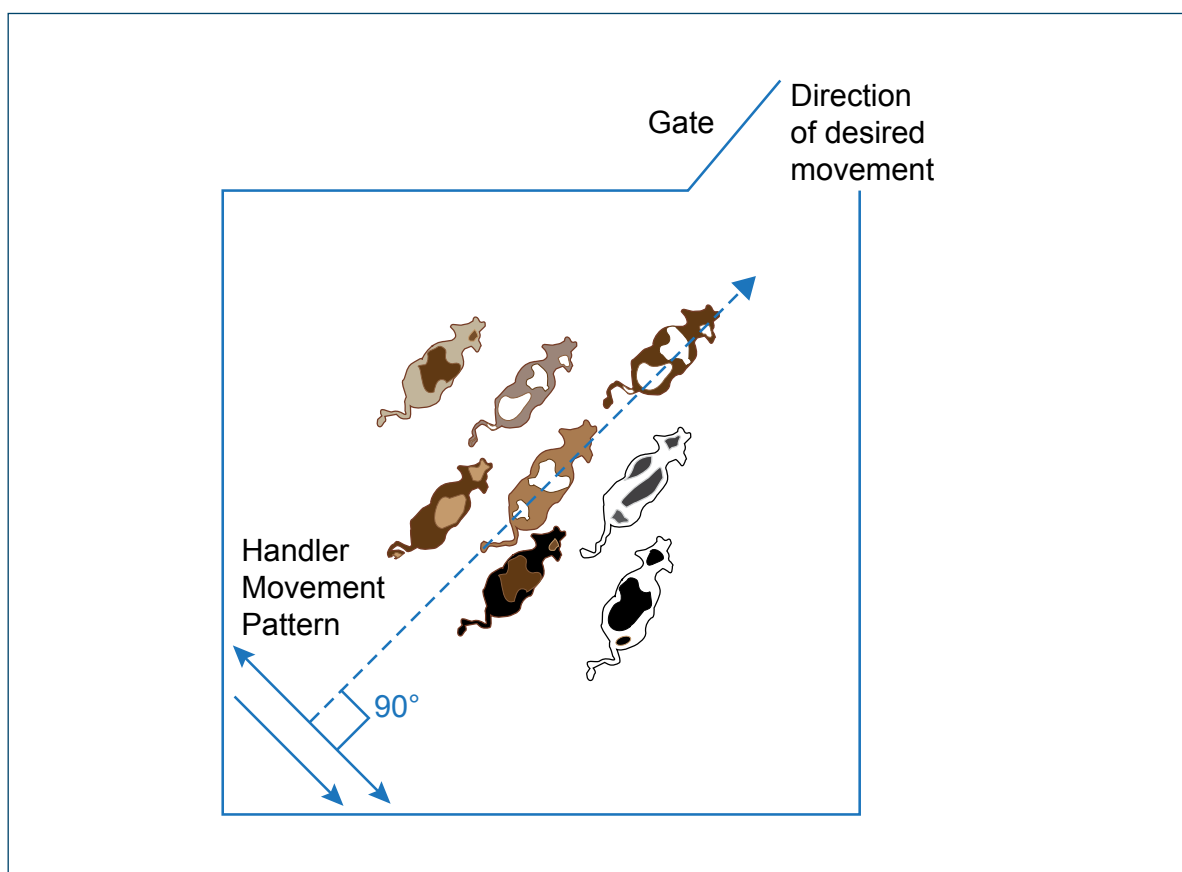 Gate
Direction
of desired
movement
Handler
Movement
Pattern
90°